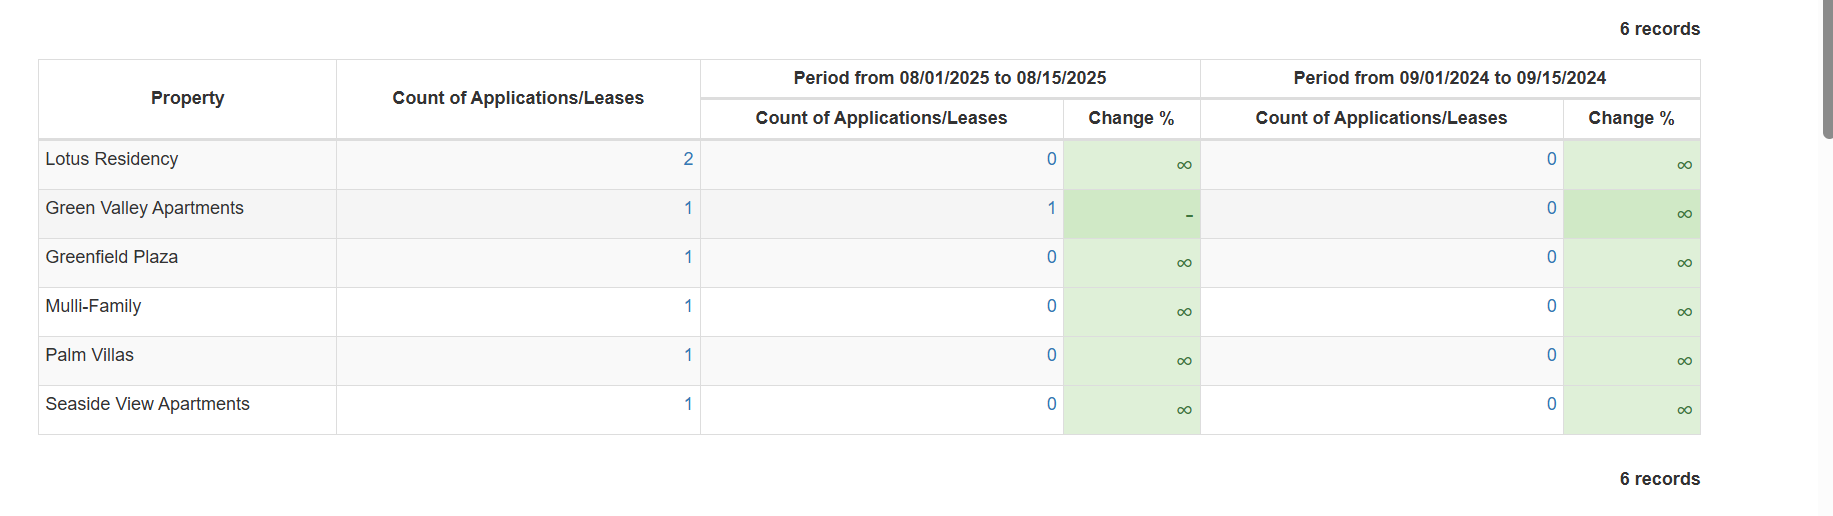 6 records
Property Count of Applications/Leases Period from 08/01/2025 to 08/15/2025 Period from 09/01/2024 to 09/15/2024
Count of Applications/Leases Change % Count of Applications/Leases Change %
Lotus Residency 2 0 ∞ 0 ∞
Green Valley Apartments 1 1 - 0 ∞
Greenfield Plaza 1 0 ∞ 0 ∞
Mulli-Family 1 0 ∞ 0 ∞
Palm Villas 1 0 ∞ 0 ∞
Seaside View Apartments 1 0 ∞ 0 ∞
6 records